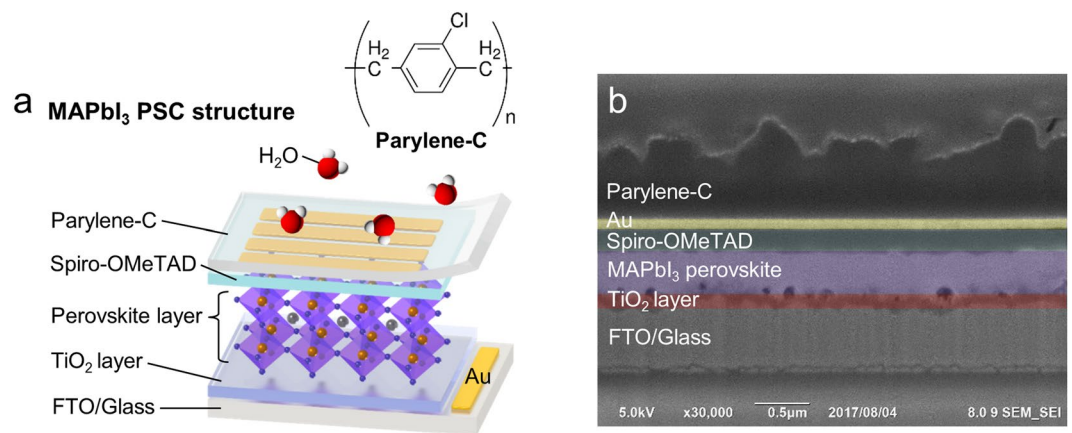 a MAPbI₃ PSC structure
H₂
C
Cl
H₂
C
n
Parylene-C
H₂O
Parylene-C
Spiro-OMeTAD
Perovskite layer
TiO₂ layer
FTO/Glass
Au
b
Parylene-C
Au
Spiro-OMeTAD
MAPbI₃ perovskite
TiO₂ layer
FTO/Glass
5.0kV x30,000 0.5µm 2017/08/04 8.0 9 SEM_SEI